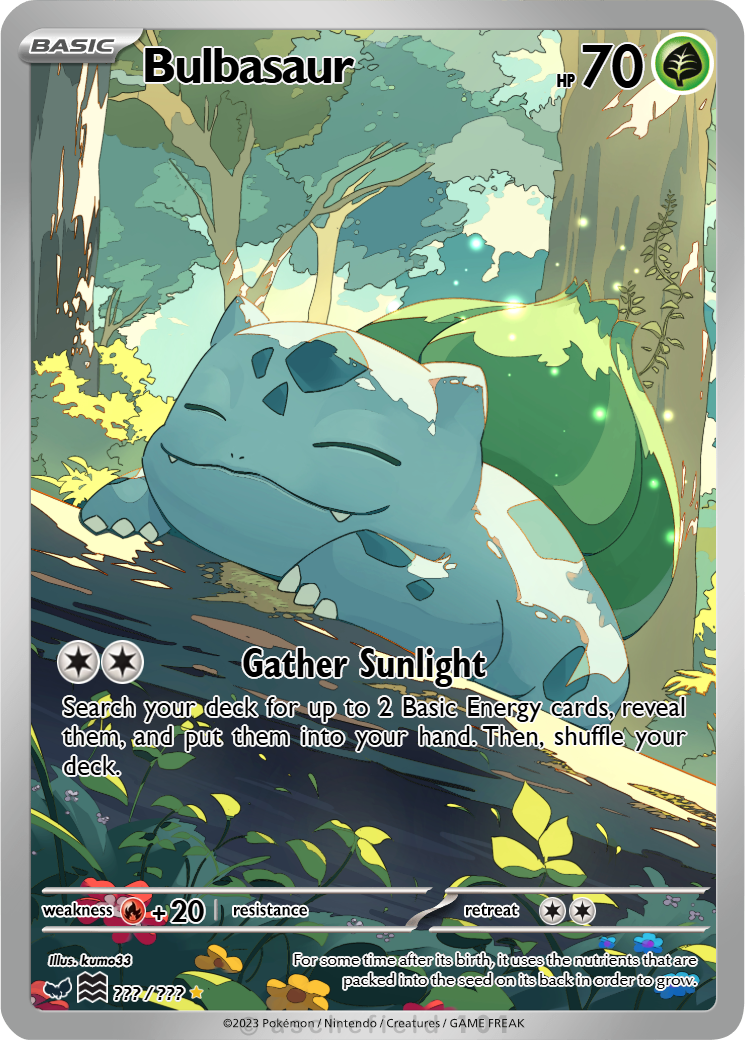 BASIC
Bulbasaur
HP 70
Gather Sunlight
Search your deck for up to 2 Basic Energy cards, reveal
them, and put them into your hand. Then, shuffle your
deck.
weakness +20 resistance retreat
Illus. kumo33
For some time after its birth, it uses the nutrients that are
packed into the seed on its back in order to grow.
??? / ???
©2023 Pokémon / Nintendo / Creatures / GAME FREAK